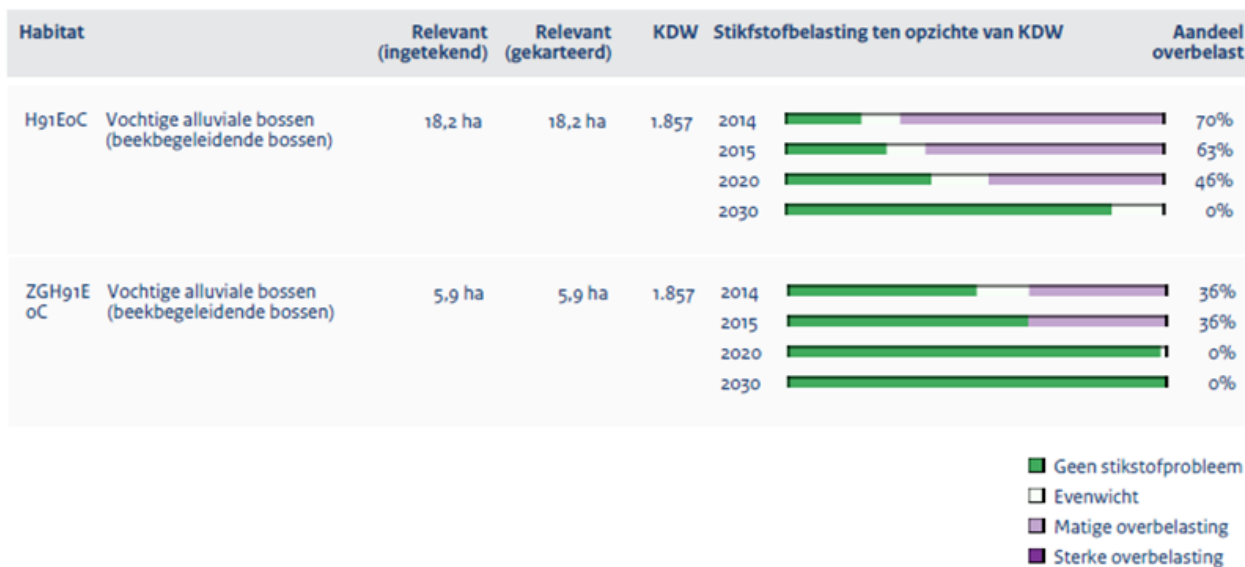 Habitat Relevant (ingetekend) Relevant (gekarteerd) KDW Stikfstofbelasting ten opzichte van KDW Aandeel overbelast
H91E0C Vochtige alluviale bossen (beekbegeleidende bossen) 18,2 ha 18,2 ha 1.857 2014 70%
2015 63%
2020 46%
2030 0%
ZGH91E0C Vochtige alluviale bossen (beekbegeleidende bossen) 5,9 ha 5,9 ha 1.857 2014 36%
2015 36%
2020 0%
2030 0%
Geen stikstofprobleem
Evenwicht
Matige overbelasting
Sterke overbelasting